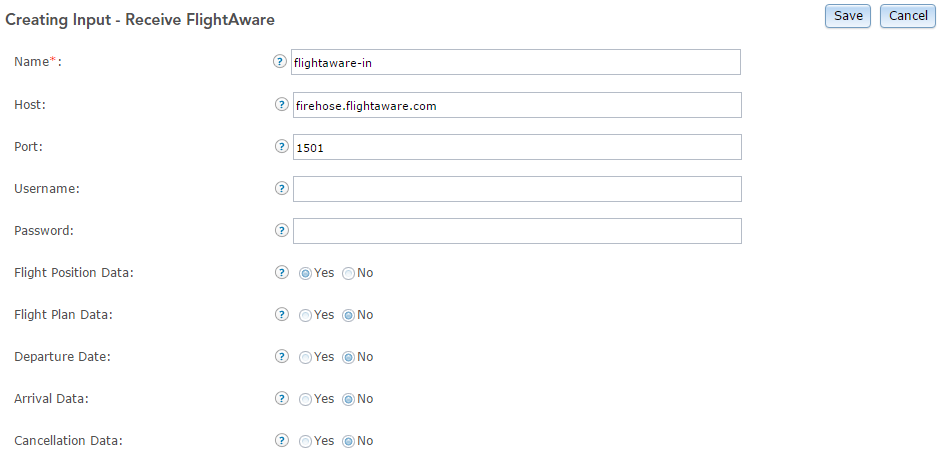 Creating Input - Receive FlightAware Save Cancel
Name*: ? flightaware-in
Host: ? firehose.flightaware.com
Port: ? 1501
Username: ?
Password: ?
Flight Position Data: ? Yes No
Flight Plan Data: ? Yes No
Departure Date: ? Yes No
Arrival Data: ? Yes No
Cancellation Data: ? Yes No